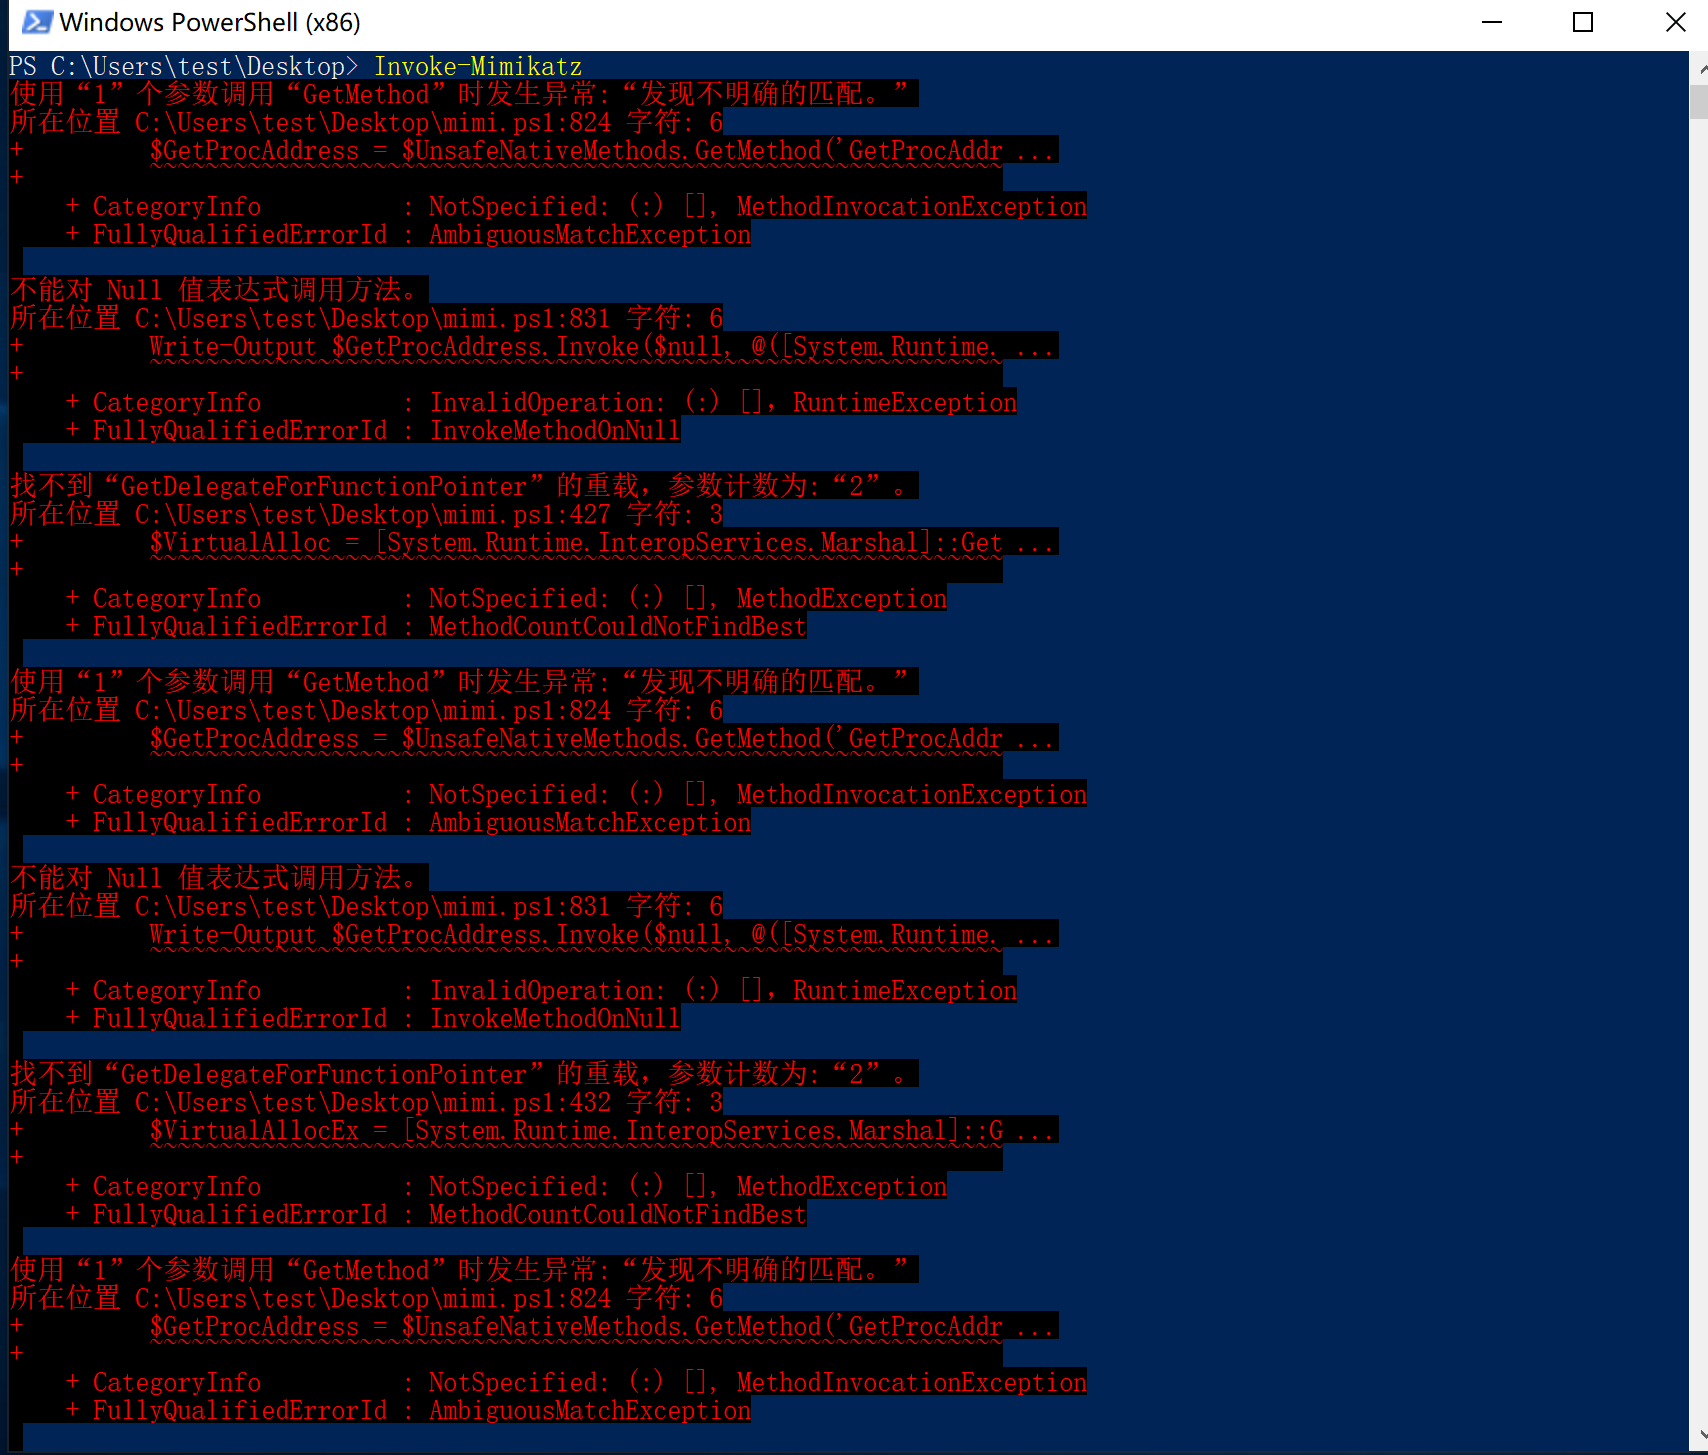 Windows PowerShell (x86)
PS C:\Users\test\Desktop> Invoke-Mimikatz
使用“1”个参数调用“GetMethod”时发生异常:“发现不明确的匹配。”
所在位置 C:\Users\test\Desktop\mimi.ps1:824 字符: 6
+         $GetProcAddress = $UnsafeNativeMethods.GetMethod('GetProcAddr ...
+
    + CategoryInfo          : NotSpecified: (:) [], MethodInvocationException
    + FullyQualifiedErrorId : AmbiguousMatchException
不能对 Null 值表达式调用方法。
所在位置 C:\Users\test\Desktop\mimi.ps1:831 字符: 6
+         Write-Output $GetProcAddress.Invoke($null, @([System.Runtime. ...
+
    + CategoryInfo          : InvalidOperation: (:) [], RuntimeException
    + FullyQualifiedErrorId : InvokeMethodOnNull
找不到“GetDelegateForFunctionPointer”的重载，参数计数为:“2”。
所在位置 C:\Users\test\Desktop\mimi.ps1:427 字符: 3
+         $VirtualAlloc = [System.Runtime.InteropServices.Marshal]::Get ...
+
    + CategoryInfo          : NotSpecified: (:) [], MethodException
    + FullyQualifiedErrorId : MethodCountCouldNotFindBest
使用“1”个参数调用“GetMethod”时发生异常:“发现不明确的匹配。”
所在位置 C:\Users\test\Desktop\mimi.ps1:824 字符: 6
+         $GetProcAddress = $UnsafeNativeMethods.GetMethod('GetProcAddr ...
+
    + CategoryInfo          : NotSpecified: (:) [], MethodInvocationException
    + FullyQualifiedErrorId : AmbiguousMatchException
不能对 Null 值表达式调用方法。
所在位置 C:\Users\test\Desktop\mimi.ps1:831 字符: 6
+         Write-Output $GetProcAddress.Invoke($null, @([System.Runtime. ...
+
    + CategoryInfo          : InvalidOperation: (:) [], RuntimeException
    + FullyQualifiedErrorId : InvokeMethodOnNull
找不到“GetDelegateForFunctionPointer”的重载，参数计数为:“2”。
所在位置 C:\Users\test\Desktop\mimi.ps1:432 字符: 3
+         $VirtualAllocEx = [System.Runtime.InteropServices.Marshal]::G ...
+
    + CategoryInfo          : NotSpecified: (:) [], MethodException
    + FullyQualifiedErrorId : MethodCountCouldNotFindBest
使用“1”个参数调用“GetMethod”时发生异常:“发现不明确的匹配。”
所在位置 C:\Users\test\Desktop\mimi.ps1:824 字符: 6
+         $GetProcAddress = $UnsafeNativeMethods.GetMethod('GetProcAddr ...
+
    + CategoryInfo          : NotSpecified: (:) [], MethodInvocationException
    + FullyQualifiedErrorId : AmbiguousMatchException